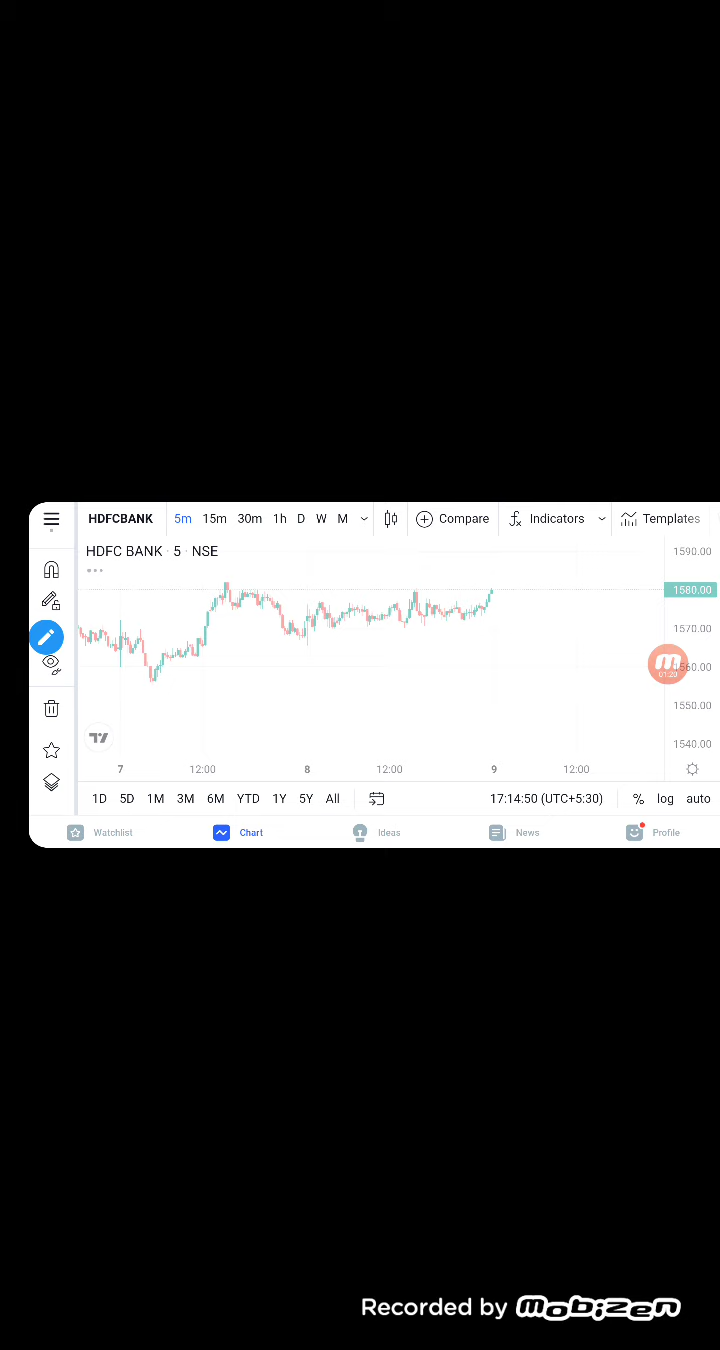 HDFCBANK 5m 15m 30m 1h D W M Compare Indicators Templates
HDFC BANK · 5 · NSE
1590.00
1580.00
1570.00
1560.00
01:20
1550.00
1540.00
7 12:00 8 12:00 9 12:00
1D 5D 1M 3M 6M YTD 1Y 5Y All 17:14:50 (UTC+5:30) % log auto
Watchlist Chart Ideas News Profile
Recorded by mobizen